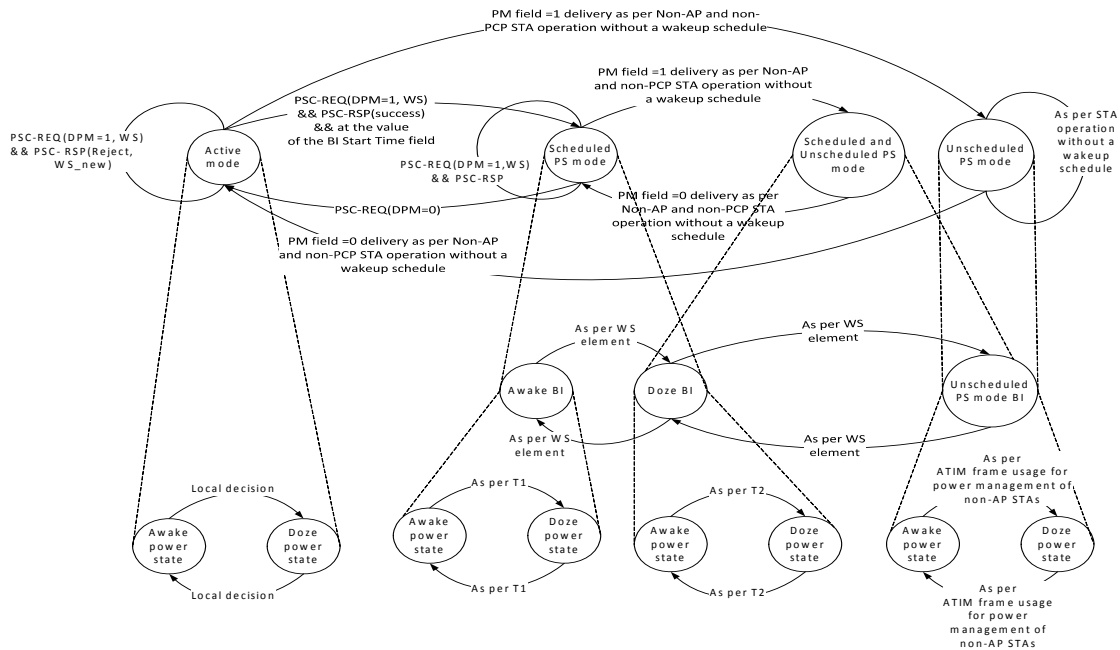 PM field =1 delivery as per Non-AP and non-
PCP STA operation without a wakeup schedule
PM field =1 delivery as per Non-AP
and non-PCP STA operation without
a wakeup schedule
PSC-REQ(DPM=1, WS)
&& PSC-RSP(success)
&& at the value
of the BI Start Time field
PSC-REQ(DPM=1, WS)
&& PSC- RSP(Reject,
WS_new)
Active
mode
PSC-REQ(DPM=1,WS)
&& PSC-RSP
Scheduled
PS mode
Scheduled and
Unscheduled PS
mode
Unscheduled
PS mode
As per STA
operation
without a
wakeup
schedule
PSC-REQ(DPM=0)
PM field =0 delivery as per
Non-AP and non-PCP STA
operation without a wakeup
schedule
PM field =0 delivery as per Non-AP
and non-PCP STA operation without a
wakeup schedule
As per WS
element
As per WS
element
Awake BI
Doze BI
Unscheduled
PS mode BI
As per WS
element
As per WS
element
Local decision
Awake
power
state
Doze
power
state
Local decision
As per T1
Awake
power
state
Doze
power
state
As per T1
As per T2
Awake
power
state
Doze
power
state
As per T2
As per
ATIM frame usage for
power management of
non-AP STAs
Awake
power
state
Doze
power
state
As per
ATIM frame usage
for power
management of
non-AP STAs